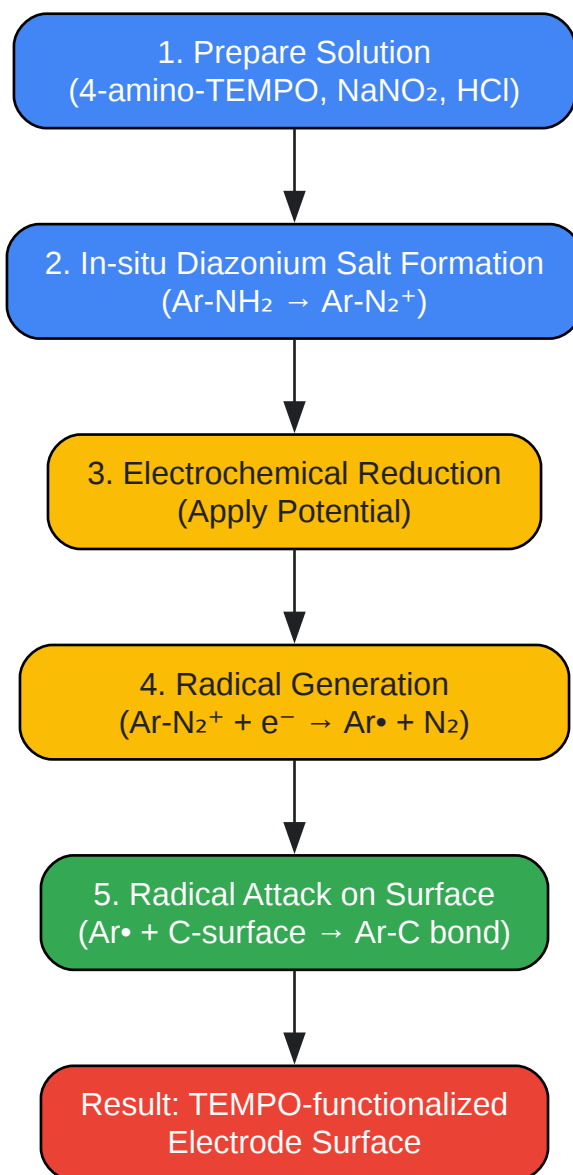 1. Prepare Solution
(4-amino-TEMPO, NaNO₂, HCl)
2. In-situ Diazonium Salt Formation
(Ar-NH₂ → Ar-N₂⁺)
3. Electrochemical Reduction
(Apply Potential)
4. Radical Generation
(Ar-N₂⁺ + e⁻ → Ar• + N₂)
5. Radical Attack on Surface
(Ar• + C-surface → Ar-C bond)
Result: TEMPO-functionalized
Electrode Surface